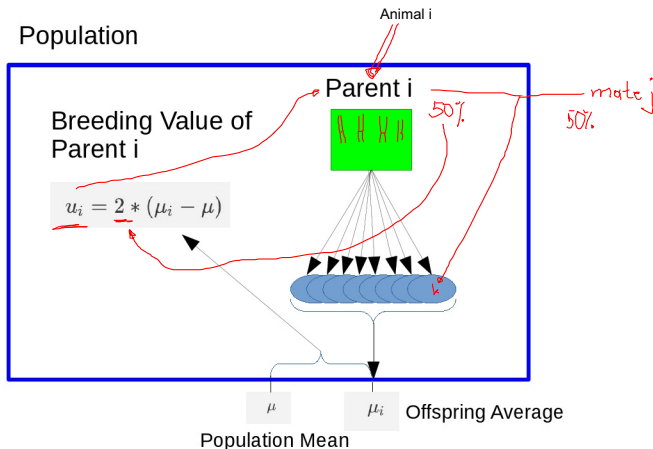 Animal i
Population
Parent i
mate j
50%
50%
Breeding Value of
Parent i
u_i = 2 * (μ_i − μ)
k
μ
μ_i
Offspring Average
Population Mean